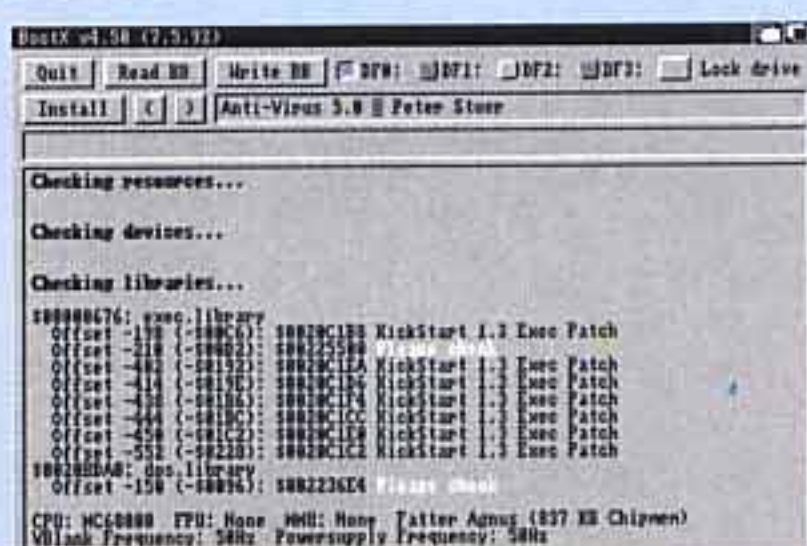 BootX v4.50 (7.5.92)
Quit Read BB Write BB DF0: DF1: DF2: DF3: Lock drive
Install < > Anti-Virus 5.0 Peter Stuer
Checking resources...
Checking devices...
Checking libraries...
exec.library
Offset -198 (-$00C6): $0020C1B8 KickStart 1.3 Exec Patch
Offset -210 (-$00D2): Please check
Offset -402 (-$0192): $0020C1EA KickStart 1.3 Exec Patch
Offset -414 (-$019E): $0020C1D6 KickStart 1.3 Exec Patch
Offset -438 (-$01B6): $0020C1F4 KickStart 1.3 Exec Patch
Offset -444 (-$01BC): $0020C1CC KickStart 1.3 Exec Patch
Offset -450 (-$01C2): $0020C1E0 KickStart 1.3 Exec Patch
Offset -552 (-$0228): $0020C1C2 KickStart 1.3 Exec Patch
dos.library
Offset -150 (-$0096): $002236E4 Please check
CPU: MC68000 FPU: None MMU: None Fatter Agnus (837 KB Chipmem)
VBlank Frequency: 50Hz Powersupply Frequency: 50Hz